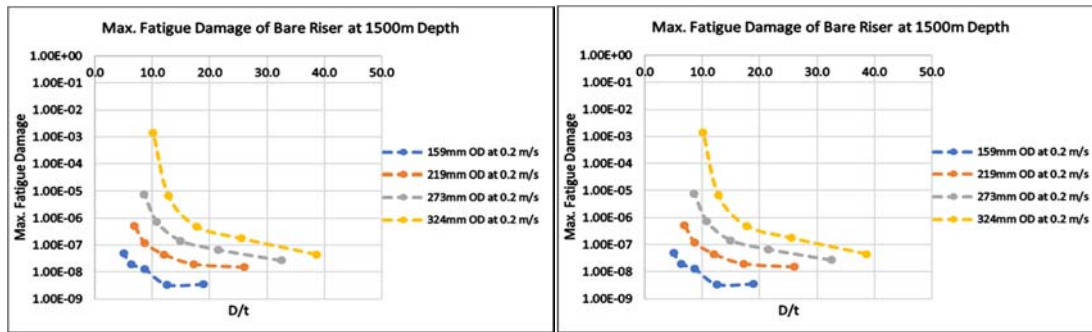 Max. Fatigue Damage of Bare Riser at 1500m Depth
Max. Fatigue Damage
1.00E+00
1.00E-01
1.00E-02
1.00E-03
1.00E-04
1.00E-05
1.00E-06
1.00E-07
1.00E-08
1.00E-09
0.0 10.0 20.0 30.0 40.0 50.0
D/t
159mm OD at 0.2 m/s
219mm OD at 0.2 m/s
273mm OD at 0.2 m/s
324mm OD at 0.2 m/s
Max. Fatigue Damage of Bare Riser at 1500m Depth
Max. Fatigue Damage
1.00E+00
1.00E-01
1.00E-02
1.00E-03
1.00E-04
1.00E-05
1.00E-06
1.00E-07
1.00E-08
1.00E-09
0.0 10.0 20.0 30.0 40.0 50.0
D/t
159mm OD at 0.2 m/s
219mm OD at 0.2 m/s
273mm OD at 0.2 m/s
324mm OD at 0.2 m/s